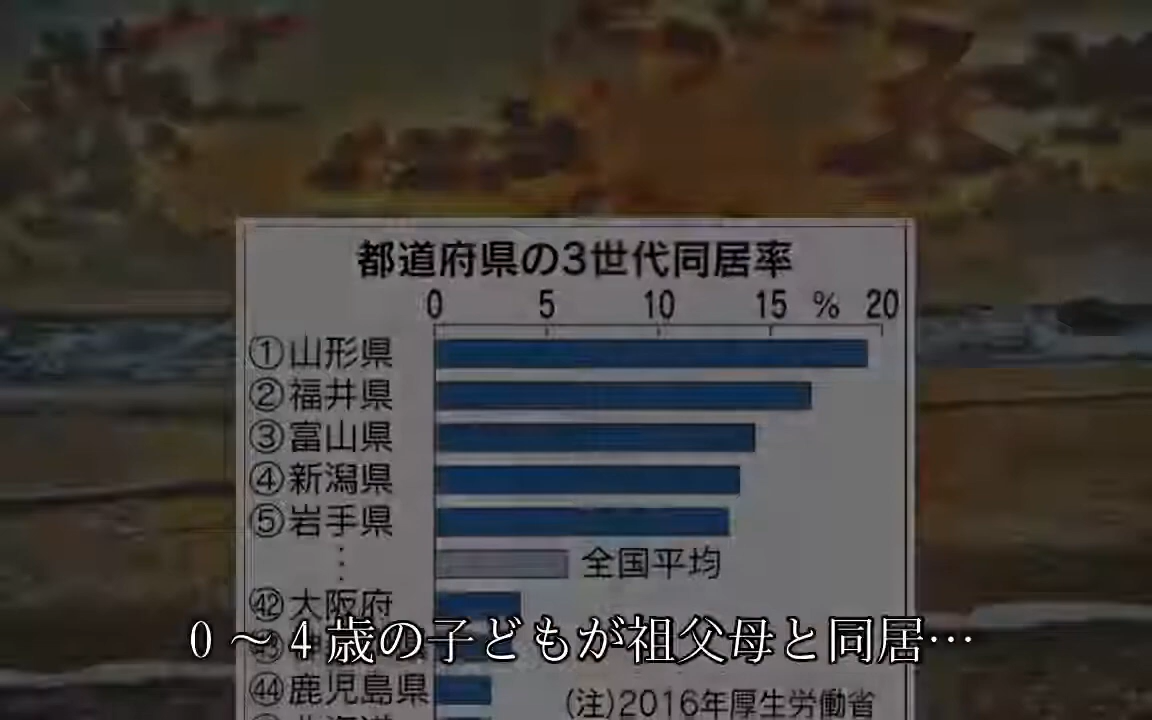 都道府県の3世代同居率
0 5 10 15 % 20
①山形県
②福井県
③富山県
④新潟県
⑤岩手県
⋮
全国平均
㊷大阪府
0～4歳の子どもが祖父母と同居…
㊹鹿児島県
(注)2016年厚生労働省